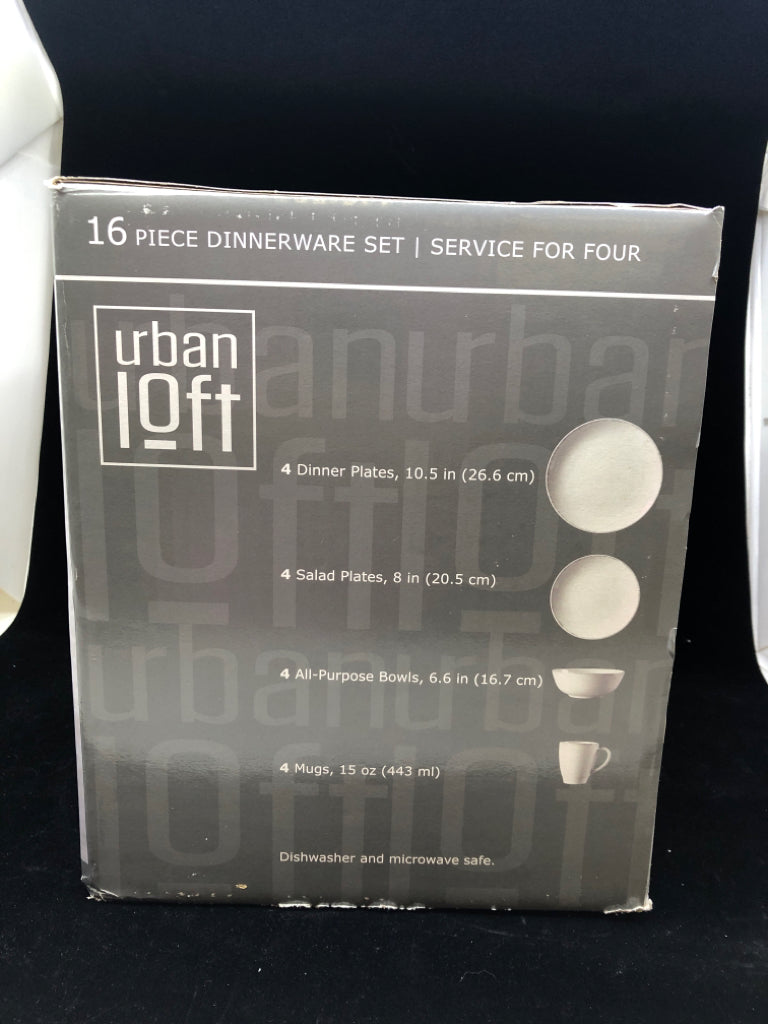 16 PIECE DINNERWARE SET | SERVICE FOR FOUR
urban
loft
4 Dinner Plates, 10.5 in (26.6 cm)
4 Salad Plates, 8 in (20.5 cm)
4 All-Purpose Bowls, 6.6 in (16.7 cm)
4 Mugs, 15 oz (443 ml)
Dishwasher and microwave safe.